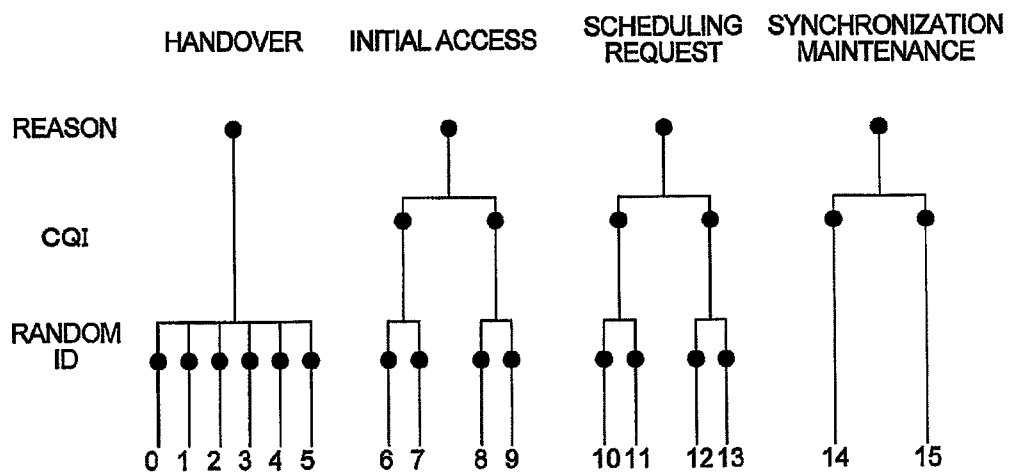 HANDOVER
INITIAL ACCESS
SCHEDULING
REQUEST
SYNCHRONIZATION
MAINTENANCE
REASON
CQI
RANDOM
ID
0 1 2 3 4 5 6 7 8 9 10 11 12 13 14 15